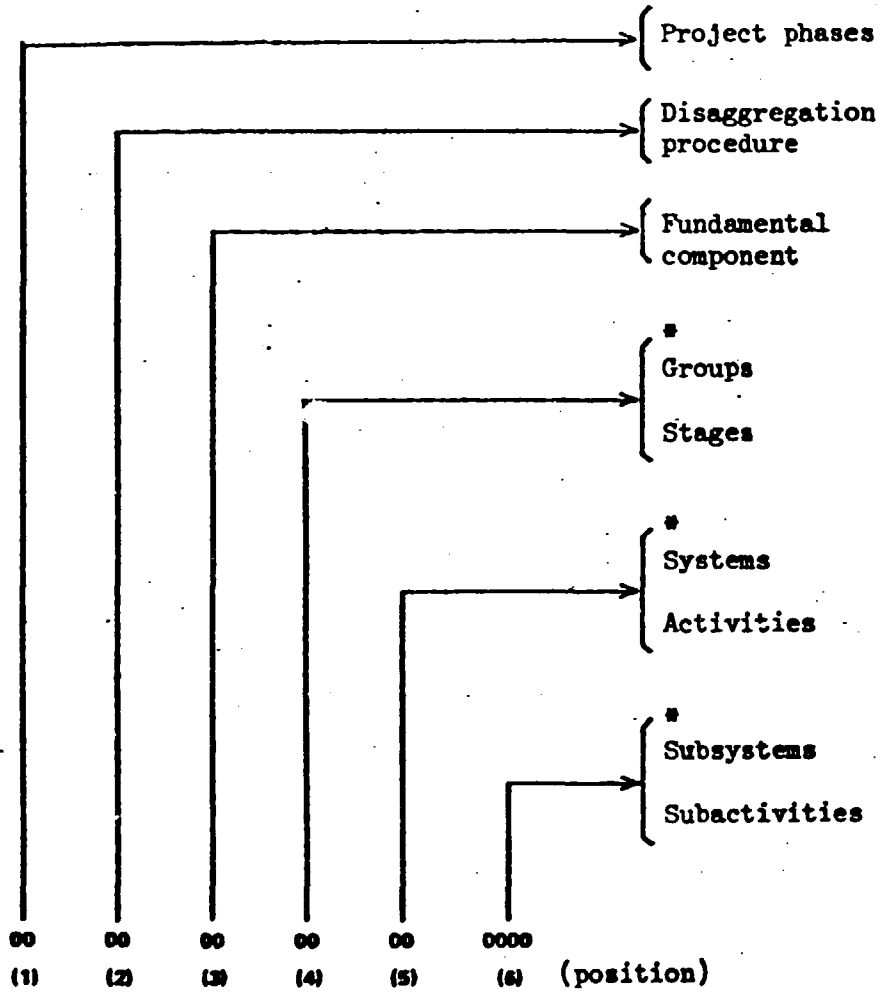 Project phases
Disaggregation
procedure
Fundamental
component
*
Groups
Stages
*
Systems
Activities
*
Subsystems
Subactivities
00 00 00 00 00 0000
(1) (2) (3) (4) (5) (6) (position)